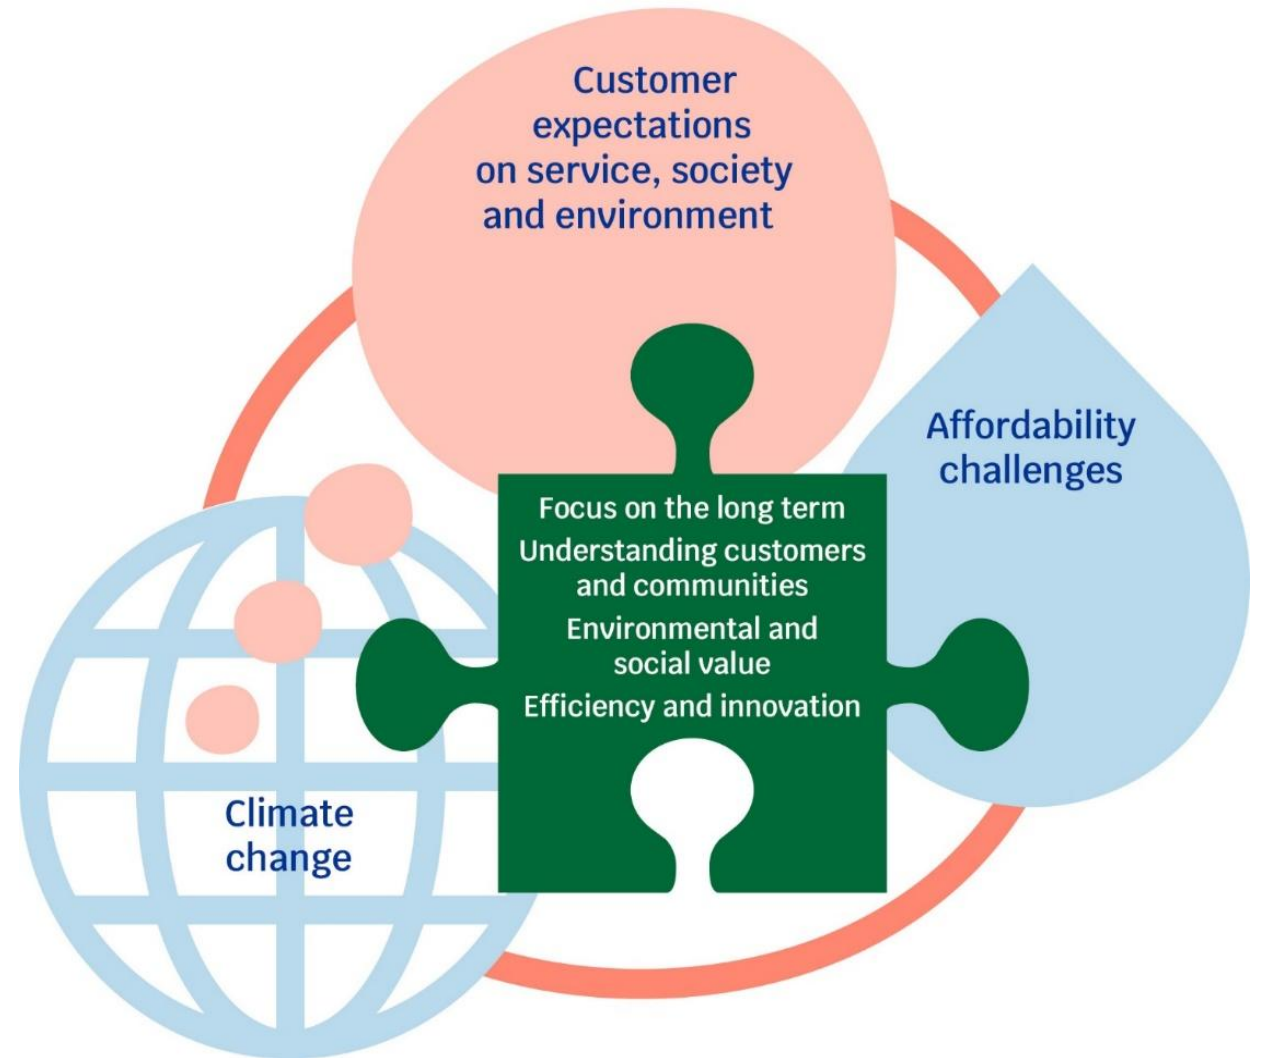 Customer
expectations
on service, society
and environment
Affordability
challenges
Focus on the long term
Understanding customers
and communities
Environmental and
social value
Efficiency and innovation
Climate
change